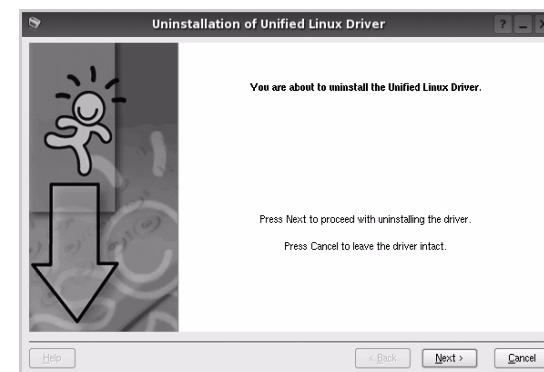 Uninstallation of Unified Linux Driver
You are about to uninstall the Unified Linux Driver.
Press Next to proceed with uninstalling the driver.
Press Cancel to leave the driver intact.
Help
< Back
Next >
Cancel